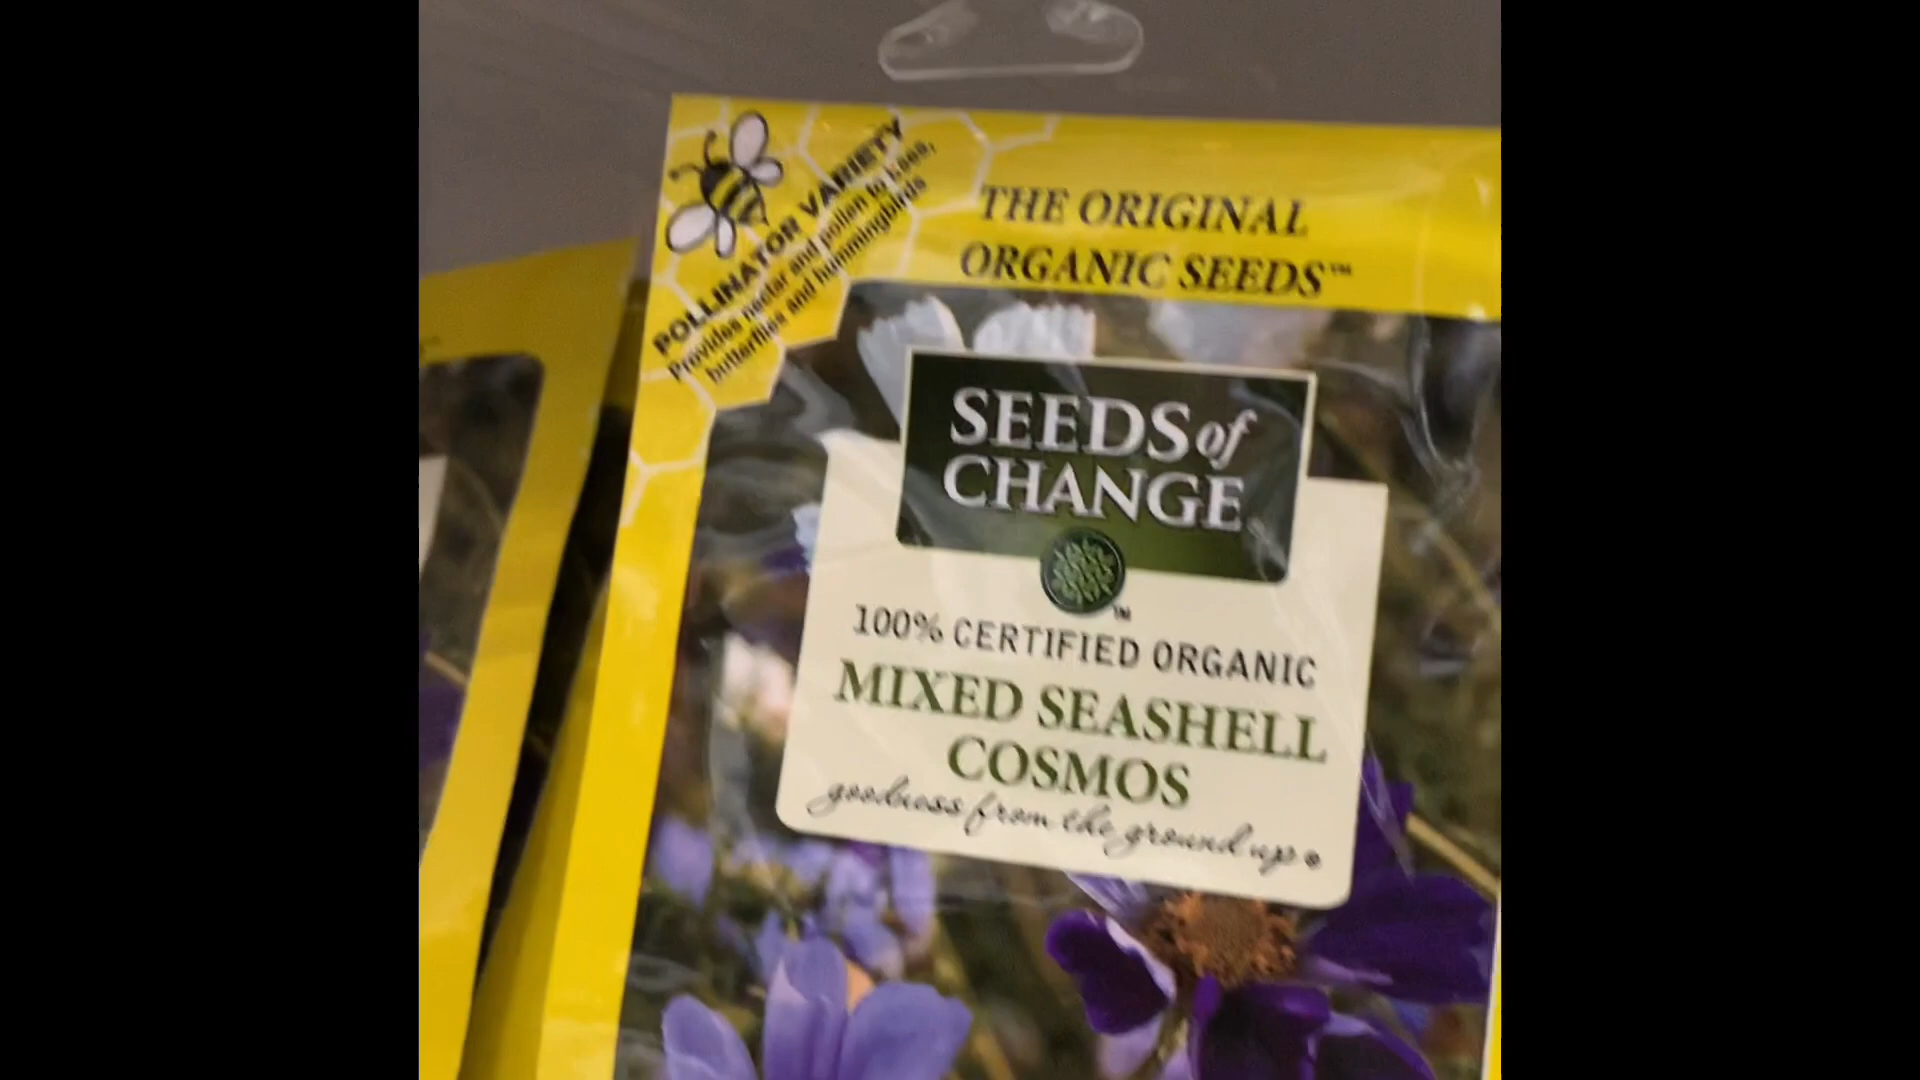 POLLINATOR VARIETY
Provides nectar and pollen to bees,
butterflies and hummingbirds
THE ORIGINAL
ORGANIC SEEDS™
SEEDS of
CHANGE
TM
100% CERTIFIED ORGANIC
MIXED SEASHELL
COSMOS
goodness from the ground up